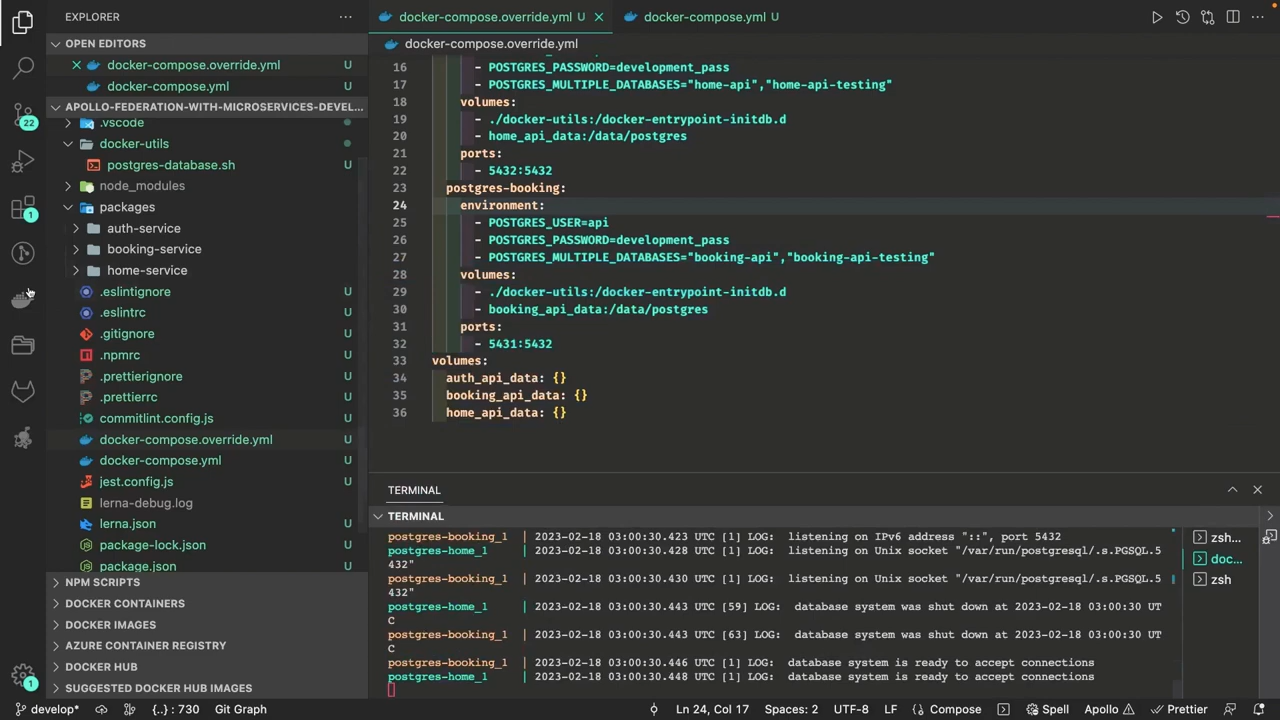 EXPLORER
···
OPEN EDITORS
docker-compose.override.yml U
docker-compose.yml U
APOLLO-FEDERATION-WITH-MICROSERVICES-DEVEL...
.vscode
docker-utils
postgres-database.sh U
node_modules
packages
auth-service
booking-service
home-service
.eslintignore U
.eslintrc U
.gitignore U
.npmrc U
.prettierignore U
.prettierrc U
commitlint.config.js U
docker-compose.override.yml U
docker-compose.yml U
jest.config.js U
lerna-debug.log
lerna.json U
package-lock.json U
package.json U
NPM SCRIPTS
DOCKER CONTAINERS
DOCKER IMAGES
AZURE CONTAINER REGISTRY
DOCKER HUB
SUGGESTED DOCKER HUB IMAGES
22
1
1
docker-compose.override.yml U
docker-compose.yml U
docker-compose.override.yml
16 - POSTGRES_PASSWORD=development_pass
17 - POSTGRES_MULTIPLE_DATABASES="home-api","home-api-testing"
18 volumes:
19 - ./docker-utils:/docker-entrypoint-initdb.d
20 - home_api_data:/data/postgres
21 ports:
22 - 5432:5432
23 postgres-booking:
24 environment:
25 - POSTGRES_USER=api
26 - POSTGRES_PASSWORD=development_pass
27 - POSTGRES_MULTIPLE_DATABASES="booking-api","booking-api-testing"
28 volumes:
29 - ./docker-utils:/docker-entrypoint-initdb.d
30 - booking_api_data:/data/postgres
31 ports:
32 - 5431:5432
33 volumes:
34 auth_api_data: {}
35 booking_api_data: {}
36 home_api_data: {}
TERMINAL
TERMINAL
postgres-booking_1 | 2023-02-18 03:00:30.423 UTC [1] LOG: listening on IPv6 address "::", port 5432
postgres-home_1 | 2023-02-18 03:00:30.428 UTC [1] LOG: listening on Unix socket "/var/run/postgresql/.s.PGSQL.5
432"
postgres-booking_1 | 2023-02-18 03:00:30.430 UTC [1] LOG: listening on Unix socket "/var/run/postgresql/.s.PGSQL.5
432"
postgres-home_1 | 2023-02-18 03:00:30.443 UTC [59] LOG: database system was shut down at 2023-02-18 03:00:30 UT
C
postgres-booking_1 | 2023-02-18 03:00:30.443 UTC [63] LOG: database system was shut down at 2023-02-18 03:00:30 UT
C
postgres-booking_1 | 2023-02-18 03:00:30.446 UTC [1] LOG: database system is ready to accept connections
postgres-home_1 | 2023-02-18 03:00:30.448 UTC [1] LOG: database system is ready to accept connections
zsh...
doc...
zsh
develop* {..} : 730 Git Graph Ln 24, Col 17 Spaces: 2 UTF-8 LF Compose Spell Apollo Prettier